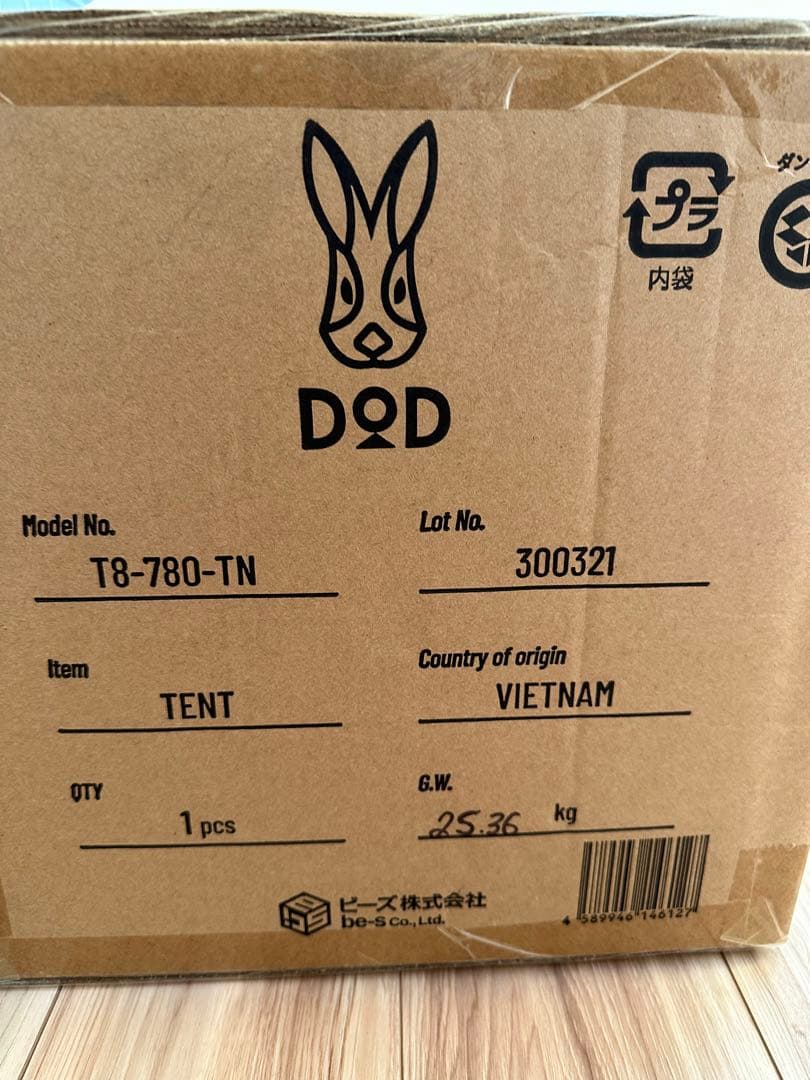 ダン
プラ
内袋
DOD
Model No.
T8-780-TN
Lot No.
300321
Item
TENT
Country of origin
VIETNAM
QTY
1 pcs
G.W.
25.36 kg
ビーズ株式会社
be-s Co., Ltd.
4 589946 146127